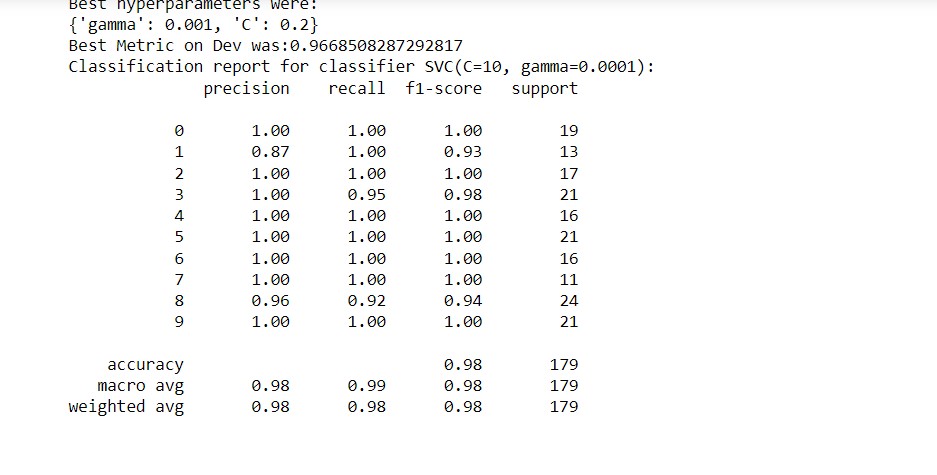 Best hyperparameters were:
{'gamma': 0.001, 'C': 0.2}
Best Metric on Dev was:0.9668508287292817
Classification report for classifier SVC(C=10, gamma=0.0001):
precision recall f1-score support
0 1.00 1.00 1.00 19
1 0.87 1.00 0.93 13
2 1.00 1.00 1.00 17
3 1.00 0.95 0.98 21
4 1.00 1.00 1.00 16
5 1.00 1.00 1.00 21
6 1.00 1.00 1.00 16
7 1.00 1.00 1.00 11
8 0.96 0.92 0.94 24
9 1.00 1.00 1.00 21
accuracy 0.98 179
macro avg 0.98 0.99 0.98 179
weighted avg 0.98 0.98 0.98 179